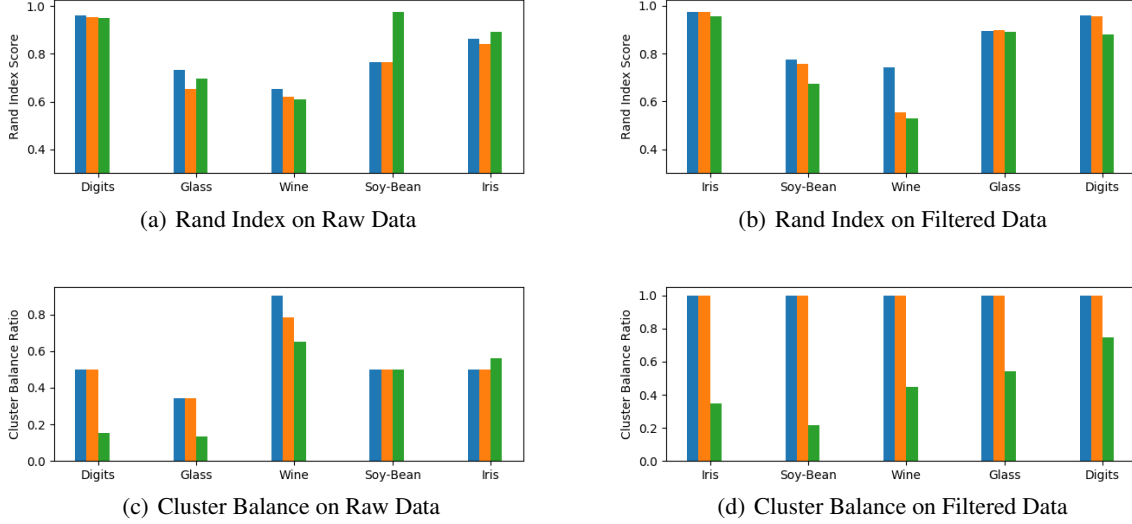 Rand Index Score
1.0
0.8
0.6
0.4
Digits Glass Wine Soy-Bean Iris
(a) Rand Index on Raw Data
Rand Index Score
1.0
0.8
0.6
0.4
Iris Soy-Bean Wine Glass Digits
(b) Rand Index on Filtered Data
Cluster Balance Ratio
0.8
0.6
0.4
0.2
0.0
Digits Glass Wine Soy-Bean Iris
(c) Cluster Balance on Raw Data
Cluster Balance Ratio
1.0
0.8
0.6
0.4
0.2
0.0
Iris Soy-Bean Wine Glass Digits
(d) Cluster Balance on Filtered Data